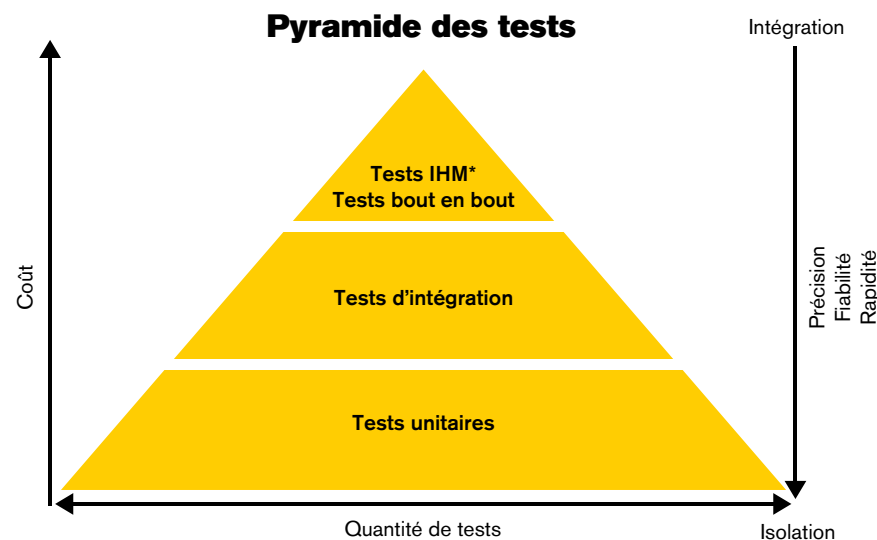 Pyramide des tests
Intégration
Tests IHM*
Tests bout en bout
Tests d'intégration
Tests unitaires
Coût
Précision
Fiabilité
Rapidité
Quantité de tests
Isolation